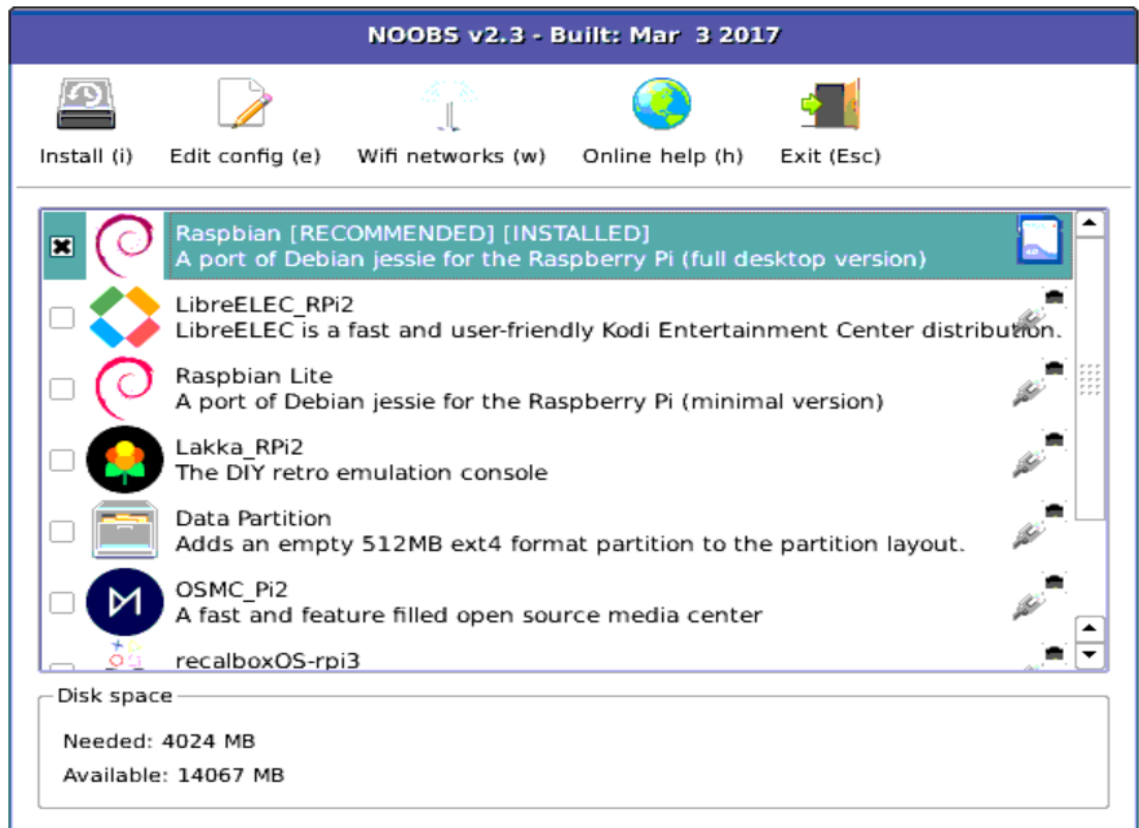 NOOBS v2.3 - Built: Mar 3 2017
Install (i) Edit config (e) Wifi networks (w) Online help (h) Exit (Esc)
Raspbian [RECOMMENDED] [INSTALLED]
A port of Debian jessie for the Raspberry Pi (full desktop version)
LibreELEC_RPi2
LibreELEC is a fast and user-friendly Kodi Entertainment Center distribution.
Raspbian Lite
A port of Debian jessie for the Raspberry Pi (minimal version)
Lakka_RPi2
The DIY retro emulation console
Data Partition
Adds an empty 512MB ext4 format partition to the partition layout.
OSMC_Pi2
A fast and feature filled open source media center
recalboxOS-rpi3
Disk space
Needed: 4024 MB
Available: 14067 MB